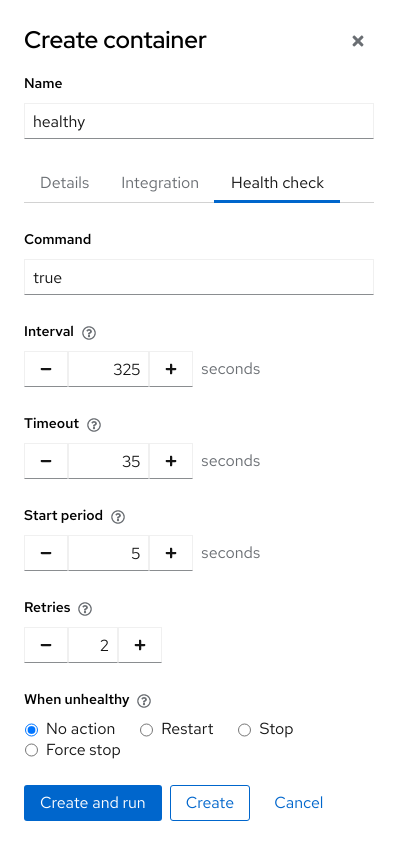 Create container
Name
healthy
Details Integration Health check
Command
true
Interval
325 seconds
Timeout
35 seconds
Start period
5 seconds
Retries
2
When unhealthy
No action Restart Stop
Force stop
Create and run Create Cancel